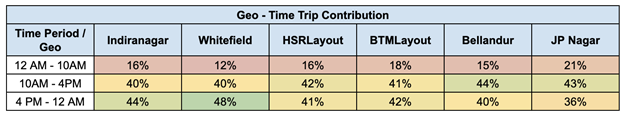 Geo - Time Trip Contribution
Time Period / Geo Indiranagar Whitefield HSRLayout BTMLayout Bellandur JP Nagar
12 AM - 10AM 16% 12% 16% 18% 15% 21%
10AM - 4PM 40% 40% 42% 41% 44% 43%
4 PM - 12 AM 44% 48% 41% 42% 40% 36%